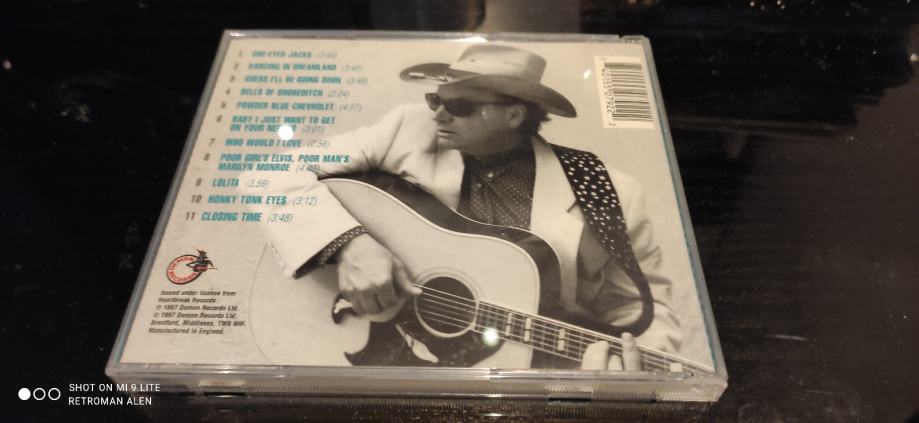 1 ONE-EYED JACKS (3:44)
2 DANCING IN DREAMLAND (3:42)
3 GUESS I'LL BE GOING SOON (3:48)
4 BELLS OF SHOREDITCH (2:24)
5 POWDER BLUE CHEVROLET (4:27)
6 BABY I JUST WANT TO GET
ON YOUR (3:01)
7 WHO WOULD I LOVE (2:56)
8 POOR GIRL'S ELVIS, POOR MAN'S
MARILYN MONROE
9 LOLITA (3:58)
10 HONKY TONK EYES (3:12)
11 CLOSING TIME (3:48)
DEMON
RECORDS
Issued under licence from
Heartbreak Records.
℗ 1987 Demon Records Ltd.
© 1987 Demon Records Ltd.
Brentford, Middlesex, TW8 9HF.
Manufactured in England.
SHOT ON MI 9 LITE
RETROMAN ALEN